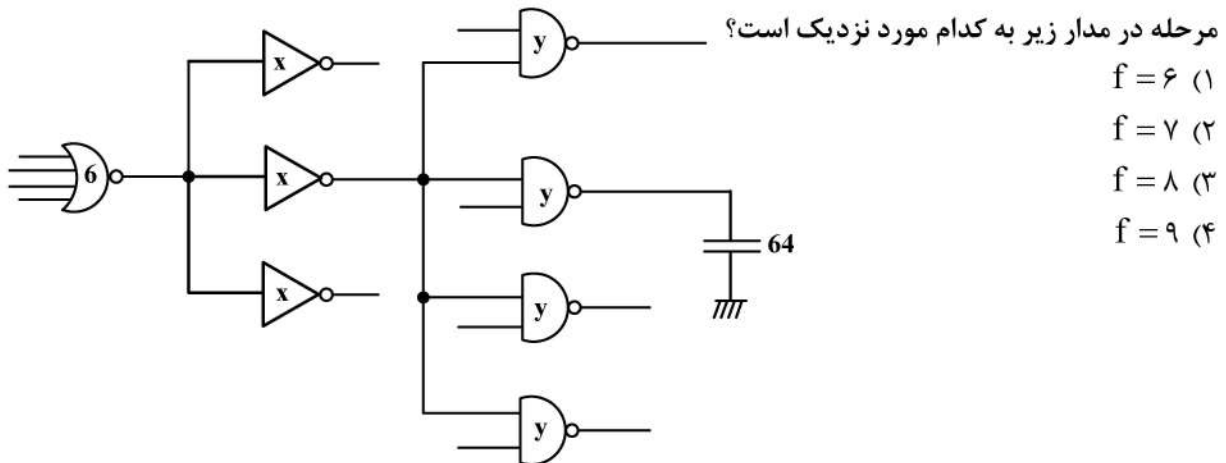 مرحله در مدار زیر به کدام مورد نزدیک است؟
۱) f = ۶
۲) f = ۷
۳) f = ۸
۴) f = ۹
6
x
x
x
y
y
y
y
64